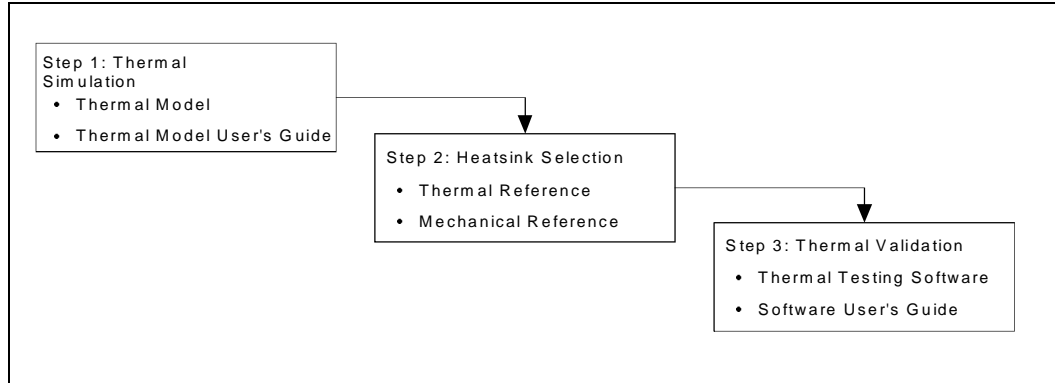 Step 1: Thermal
Simulation
• Thermal Model
• Thermal Model User's Guide
Step 2: Heatsink Selection
• Thermal Reference
• Mechanical Reference
Step 3: Thermal Validation
• Thermal Testing Software
• Software User's Guide